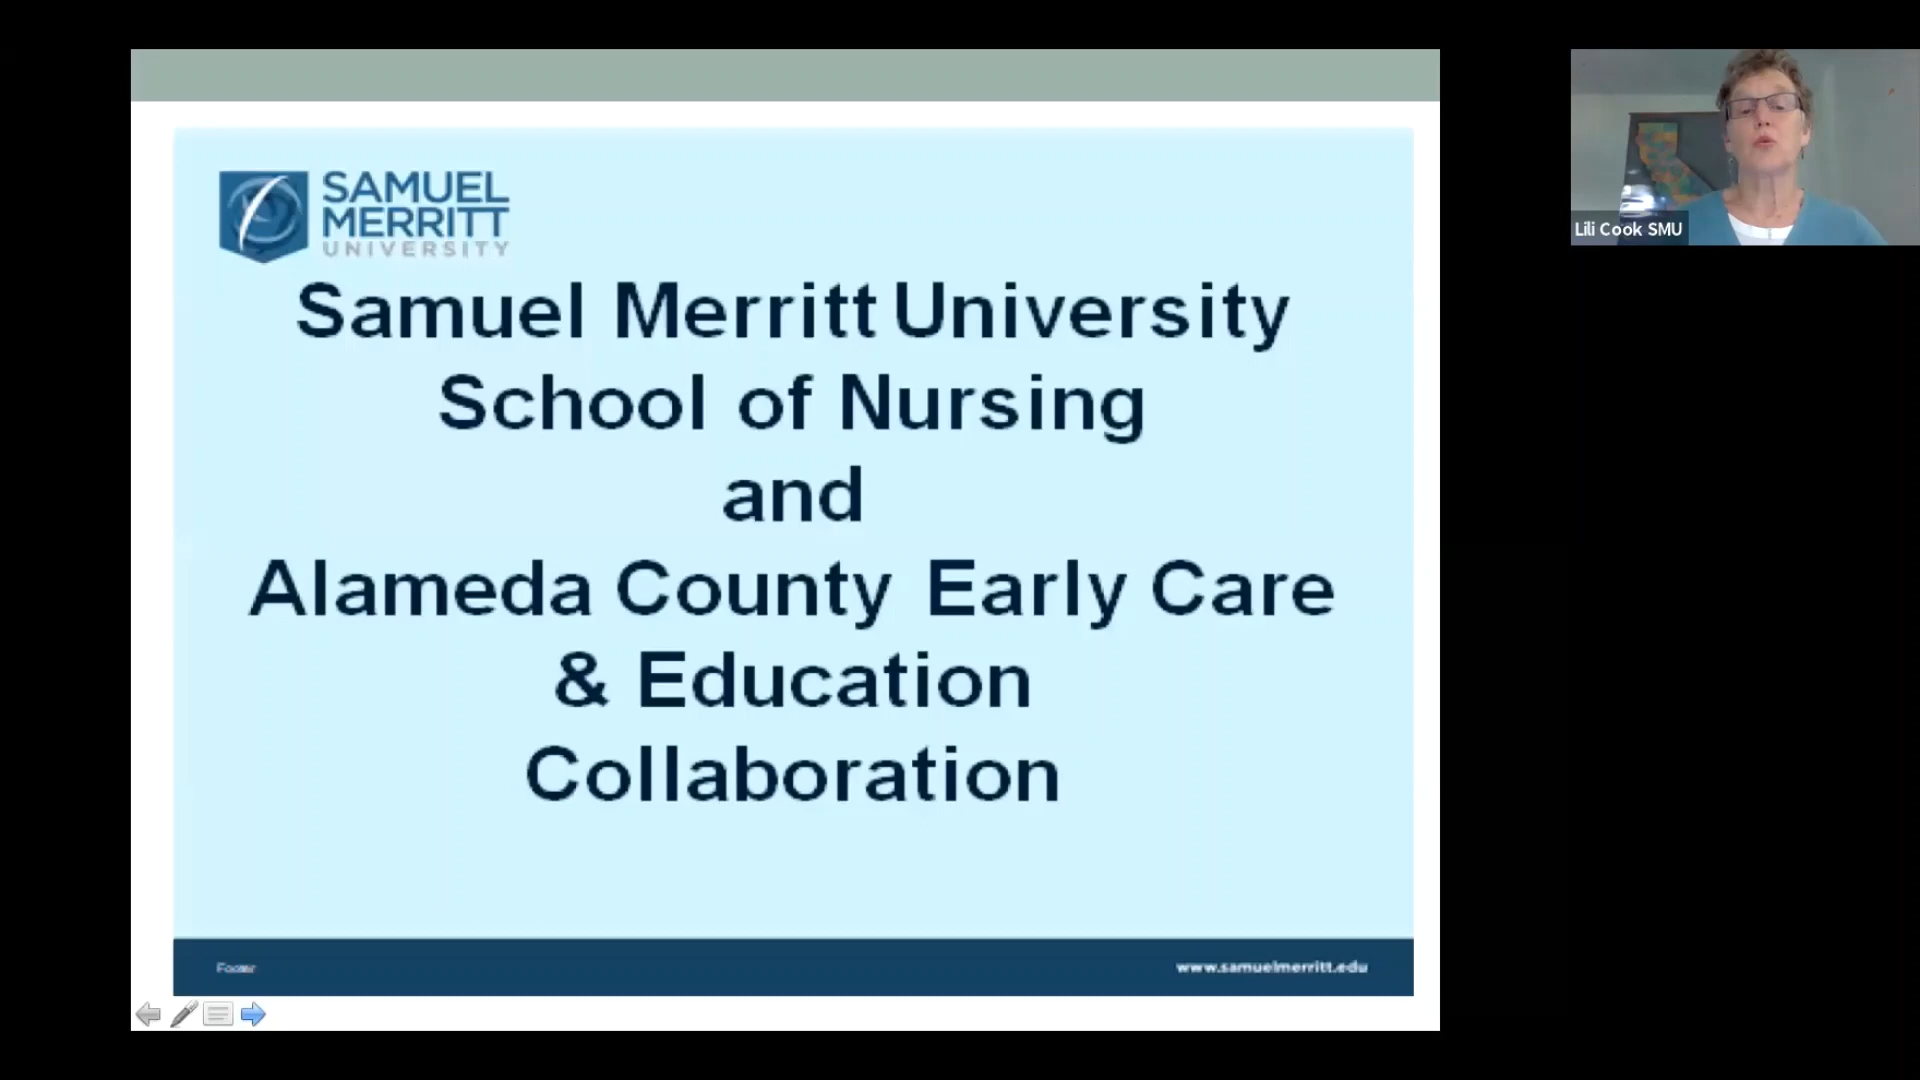 SAMUEL
MERRITT
UNIVERSITY
Samuel Merritt University
School of Nursing
and
Alameda County Early Care
& Education
Collaboration
Footer
www.samuelmerritt.edu
Lili Cook SMU